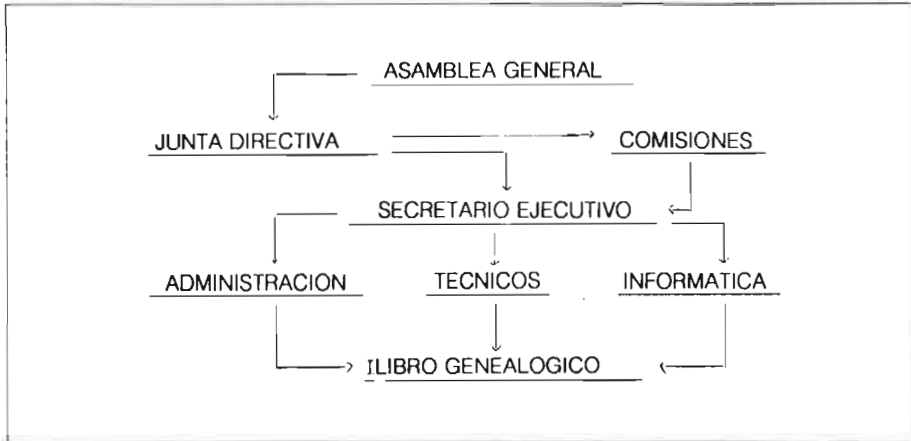 ASAMBLEA GENERAL
JUNTA DIRECTIVA COMISIONES
SECRETARIO EJECUTIVO
ADMINISTRACION TECNICOS INFORMATICA
LIBRO GENEALOGICO